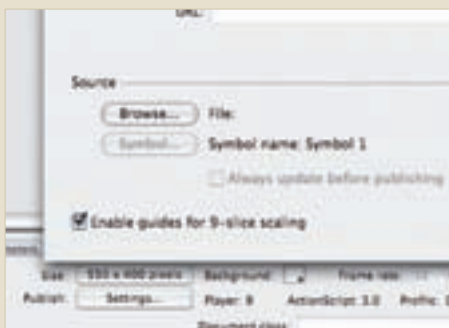 URL:
Source
Browse... File:
Symbol... Symbol name: Symbol 1
Always update before publishing
Enable guides for 9-slice scaling
Size: 550 x 400 pixels Background: Frame rate:
Publish: Settings... Player: 9 ActionScript: 3.0 Profile:
Document class: